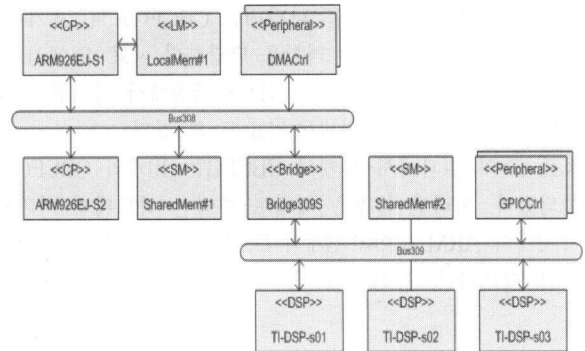 <<CP>>
ARM926EJ-S1
<<LM>>
LocalMem#1
<<Peripheral>>
DMACtrl
Bus308
<<CP>>
ARM926EJ-S2
<<SM>>
SharedMem#1
<<Bridge>>
Bridge309S
<<SM>>
SharedMem#2
<<Peripheral>>
GPICCtrl
Bus309
<<DSP>>
TI-DSP-s01
<<DSP>>
TI-DSP-s02
<<DSP>>
TI-DSP-s03